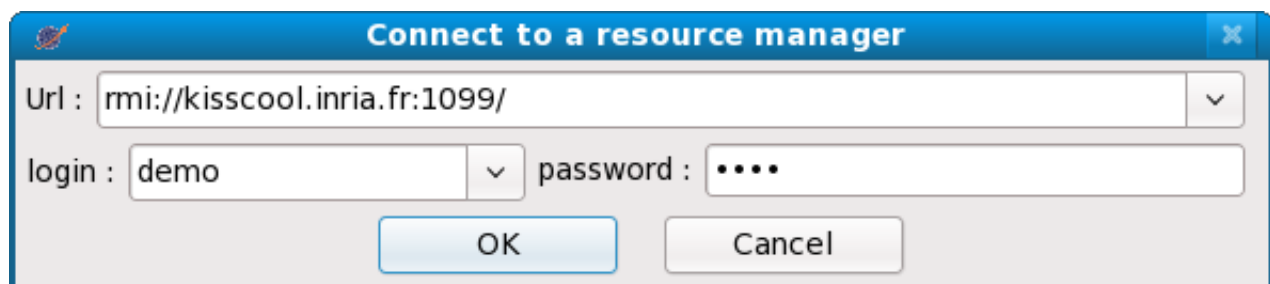 Connect to a resource manager
Url : rmi://kisscool.inria.fr:1099/
login : demo password : ••••
OK Cancel